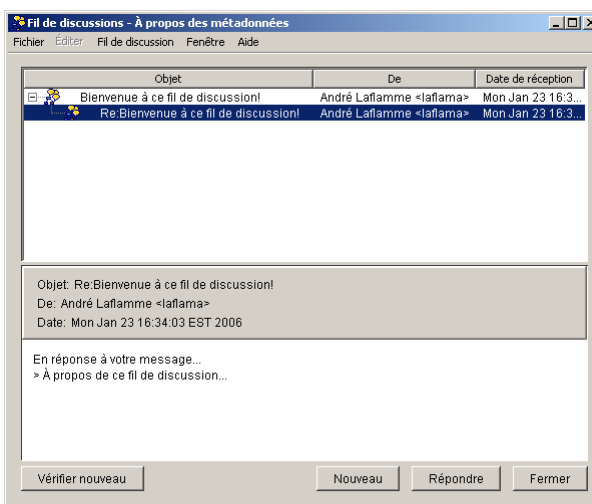 Fil de discussions - À propos des métadonnées
Fichier Éditer Fil de discussion Fenêtre Aide
Objet De Date de réception
Bienvenue à ce fil de discussion! André Laflamme <laflama> Mon Jan 23 16:3...
Re:Bienvenue à ce fil de discussion! André Laflamme <laflama> Mon Jan 23 16:3...
Objet: Re:Bienvenue à ce fil de discussion!
De: André Laflamme <laflama>
Date: Mon Jan 23 16:34:03 EST 2006
En réponse à votre message...
> À propos de ce fil de discussion...
Vérifier nouveau Nouveau Répondre Fermer